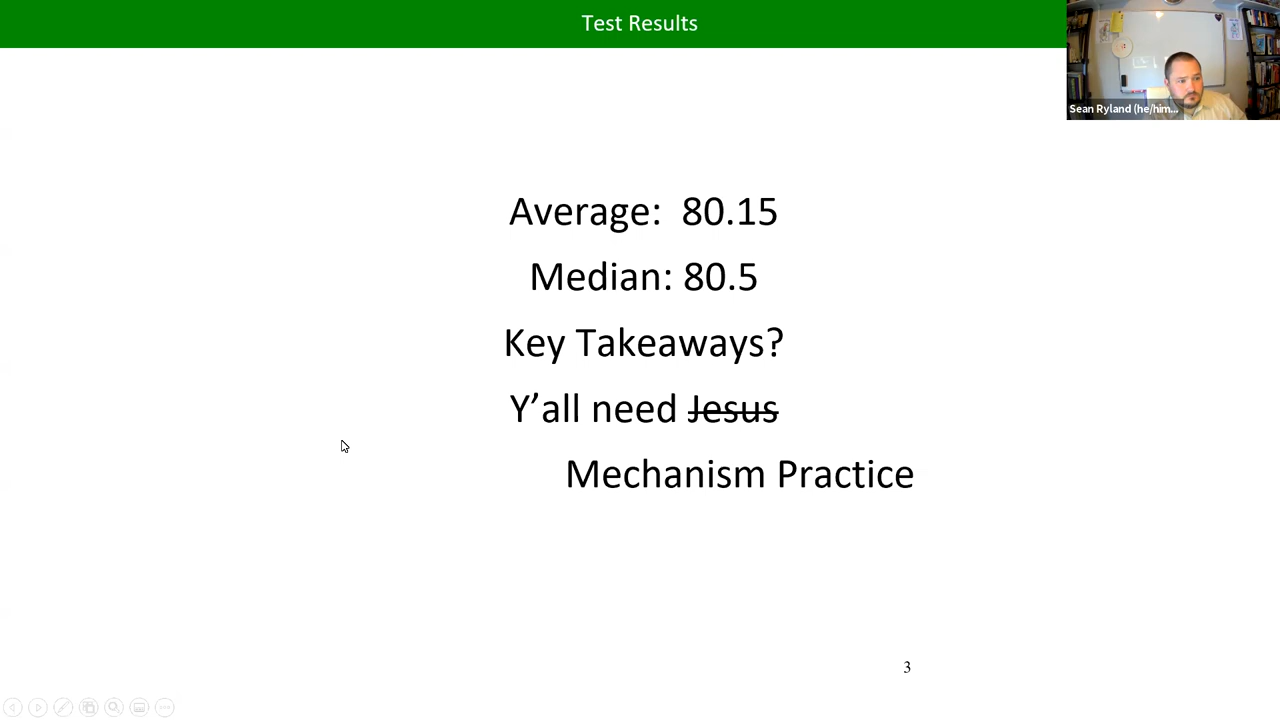 Test Results
Sean Ryland (he/him...
Average: 80.15
Median: 80.5
Key Takeaways?
Y’all need Jesus
Mechanism Practice
3